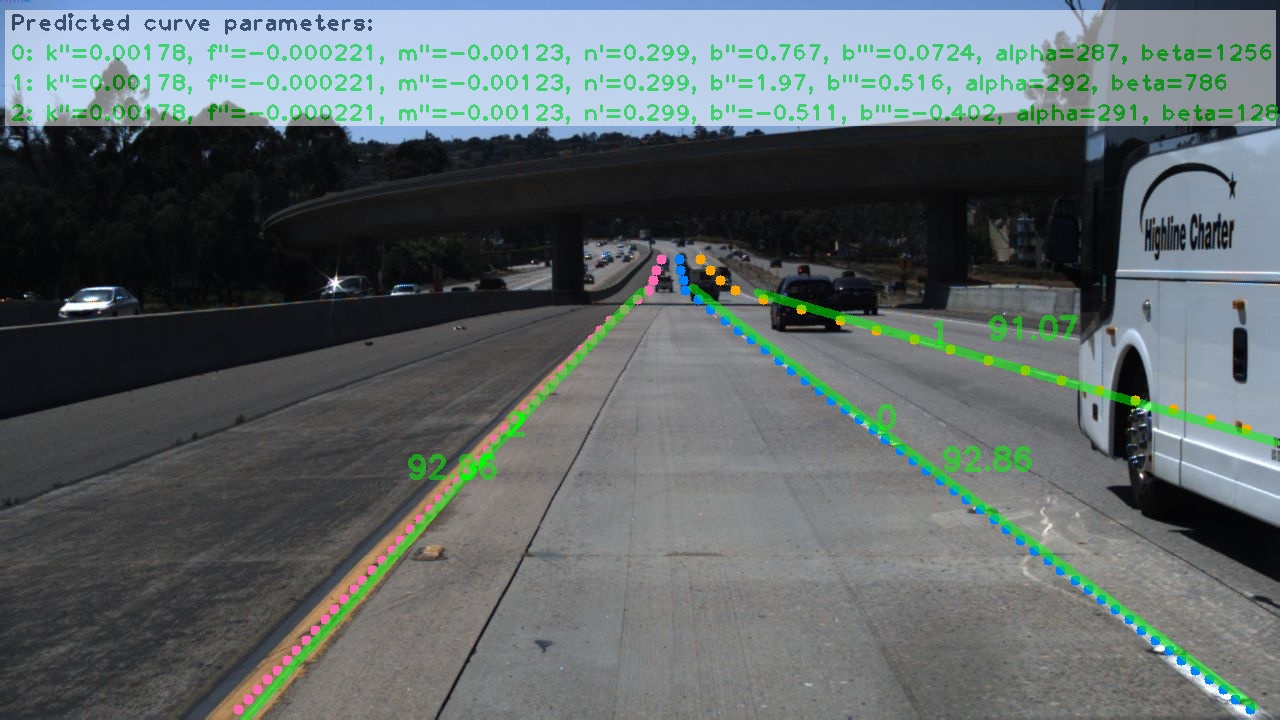 Predicted curve parameters:
0: k''=0.00178, f''=-0.000221, m''=-0.00123, n'=0.299, b''=0.767, b'''=0.0724, alpha=287, beta=1256
1: k''=0.00178, f''=-0.000221, m''=-0.00123, n'=0.299, b''=1.97, b'''=0.516, alpha=292, beta=786
2: k''=0.00178, f''=-0.000221, m''=-0.00123, n'=0.299, b''=-0.511, b'''=-0.402, alpha=291, beta=128
Highline Charter
1 91.07
0
92.86
92.36